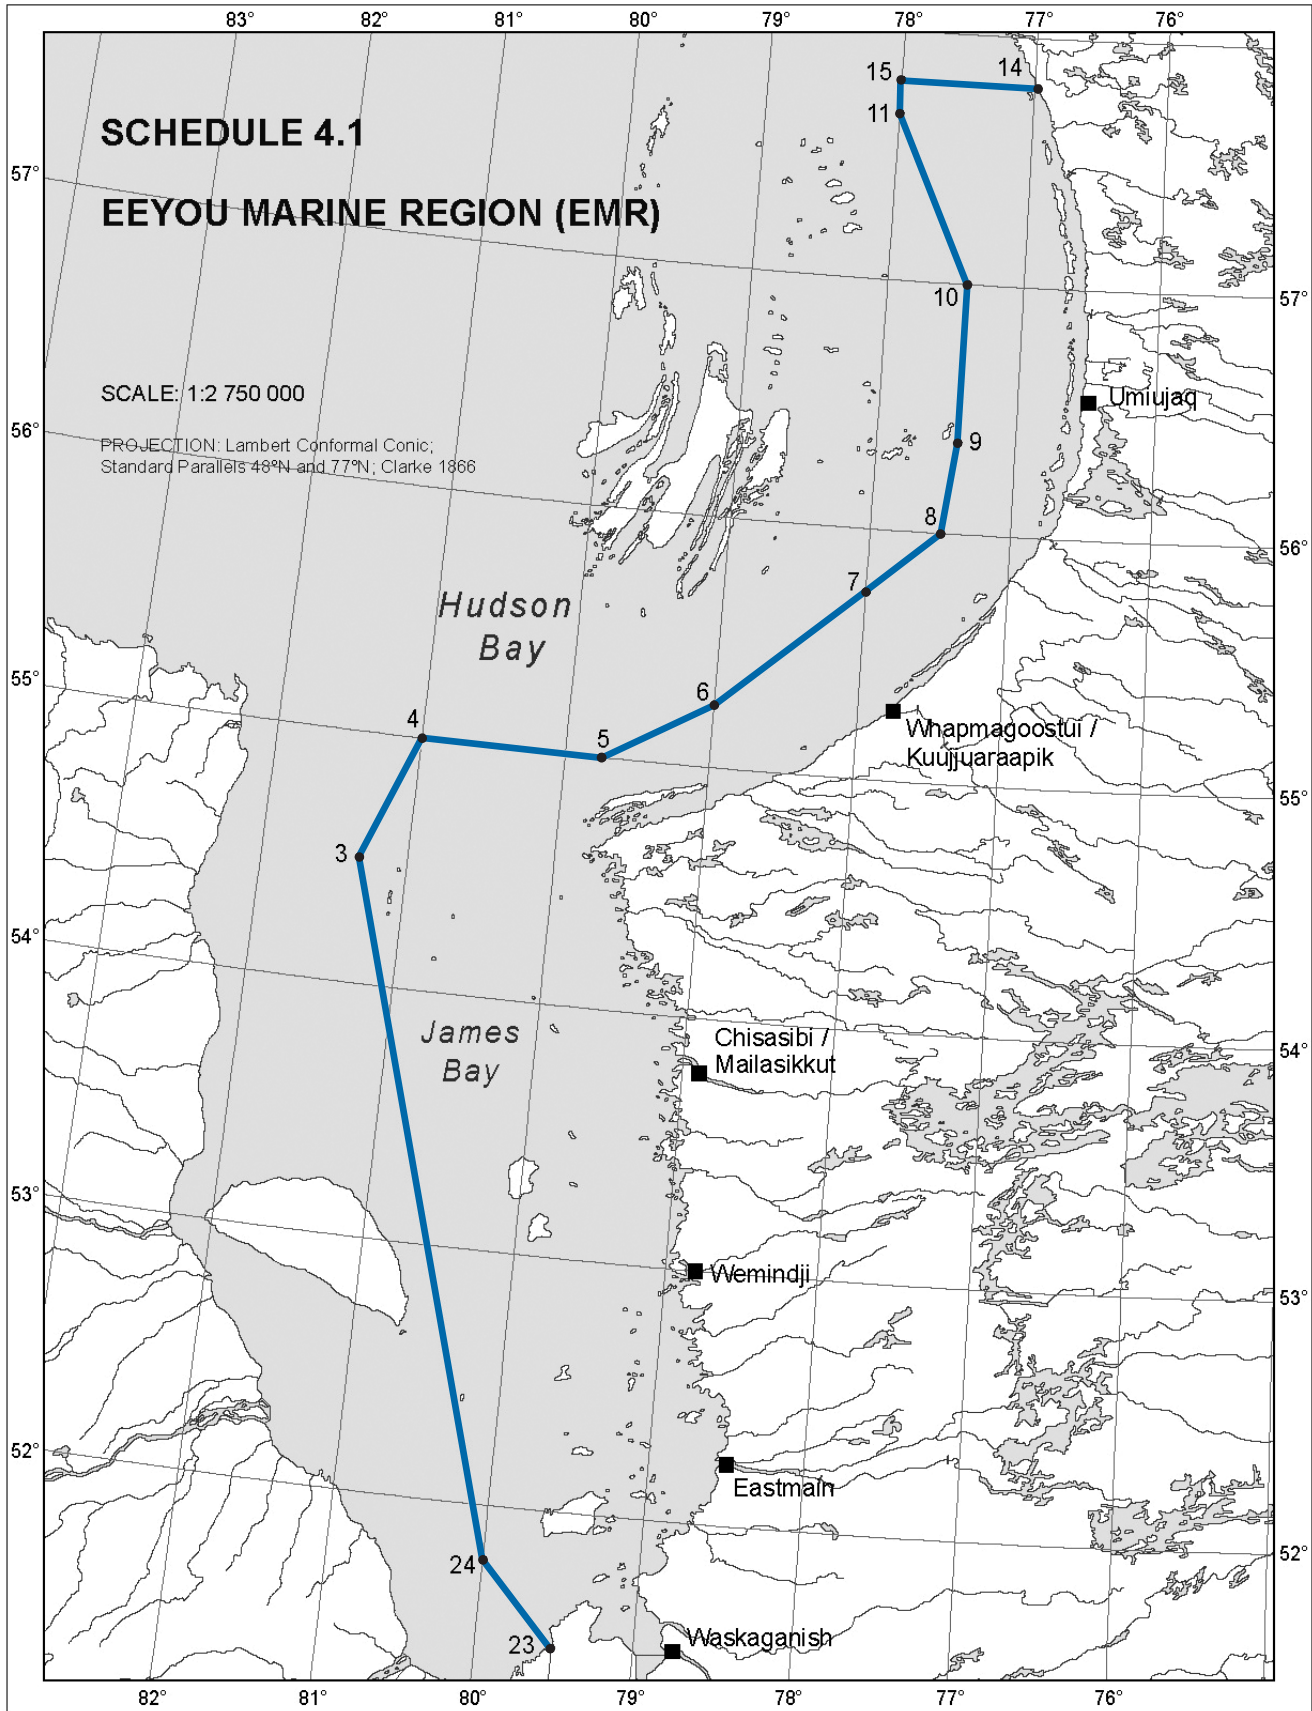 83° 82° 81° 80° 79° 78° 77° 76°
15
14
11
SCHEDULE 4.1
57°
EEYOU MARINE REGION (EMR)
10
57°
SCALE: 1:2 750 000
Umiujaq
56°
PROJECTION: Lambert Conformal Conic;
Standard Parallels 48°N and 77°N; Clarke 1866
9
8
56°
7
Hudson
Bay
55°
6
4
5
Whapmagoostui /
Kuujjuaraapik
55°
3
54°
James
Bay
Chisasibi /
Mailasikkut
54°
53°
Wemindji
53°
52°
Eastmain
52°
24
23
Waskaganish
82° 81° 80° 79° 78° 77° 76°